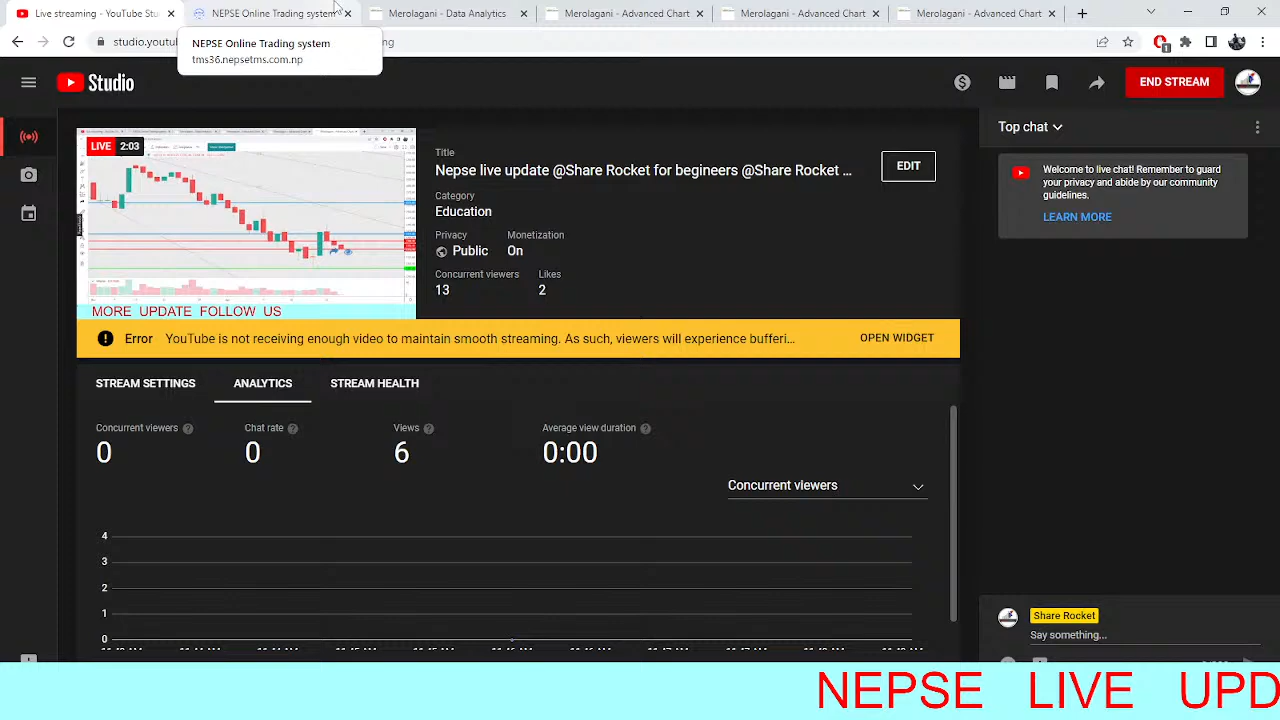 Live streaming - YouTube Stu
NEPSE Online Trading system
Merolagani - Lta Analytics
Merolagani - Advanced Chart
Merolagani - Advanced Chart
Merolagani - Advanced Chart
NEPSE Online Trading system
tms36.nepsetms.com.np
Studio
END STREAM
LIVE 2:03
MORE UPDATE FOLLOW US
Title
Nepse live update @Share Rocket for begineers @Share Rocket ...
EDIT
Category
Education
Privacy
Public
Monetization
On
Concurrent viewers
13
Likes
2
Top chat
Welcome to live chat! Remember to guard
your privacy and abide by our community
guidelines.
LEARN MORE
Error YouTube is not receiving enough video to maintain smooth streaming. As such, viewers will experience bufferi...
OPEN WIDGET
STREAM SETTINGS
ANALYTICS
STREAM HEALTH
Concurrent viewers
0
Chat rate
0
Views
6
Average view duration
0:00
Concurrent viewers
4
3
2
1
0
Share Rocket
Say something...
NEPSE LIVE UPD